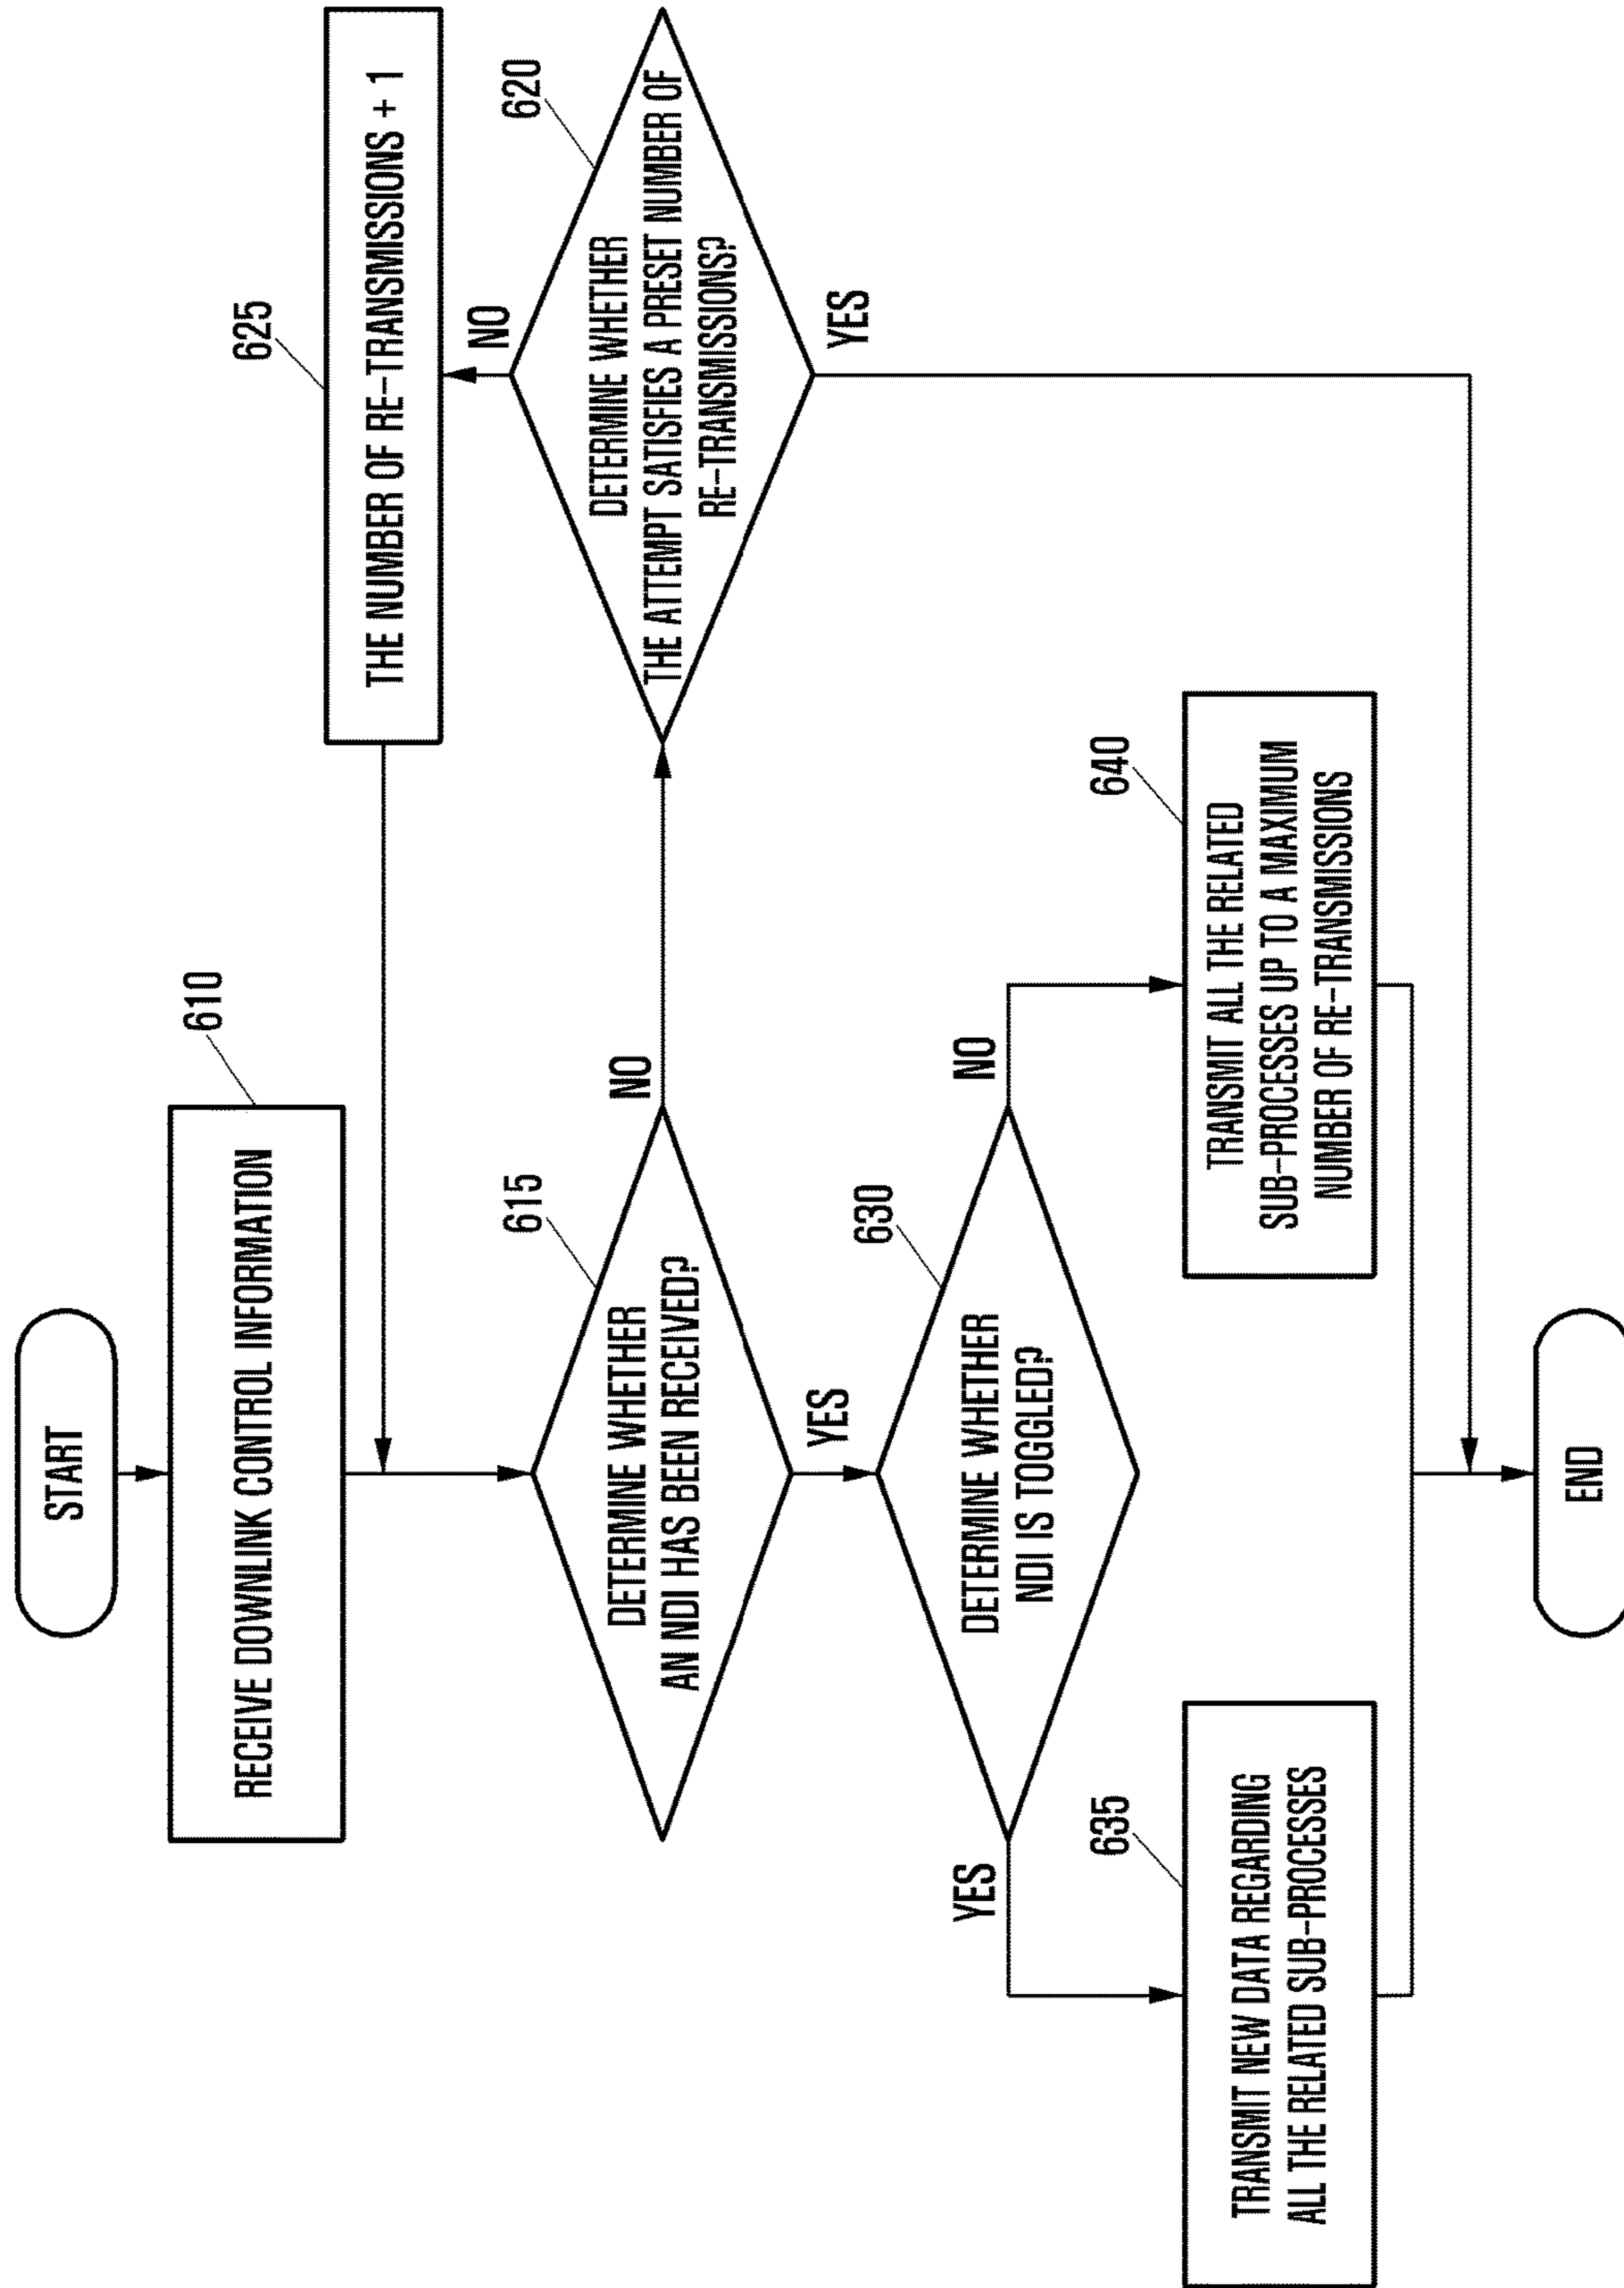 START
610
RECEIVE DOWNLINK CONTROL INFORMATION
625
THE NUMBER OF RE-TRANSMISSIONS + 1
615
DETERMINE WHETHER
AN NDI HAS BEEN RECEIVED?
NO
620
DETERMINE WHETHER
THE ATTEMPT SATISFIES A PRESET NUMBER OF
RE-TRANSMISSIONS?
NO
YES
YES
630
DETERMINE WHETHER
NDI IS TOGGLED?
YES
NO
635
TRANSMIT NEW DATA REGARDING
ALL THE RELATED SUB-PROCESSES
640
TRANSMIT ALL THE RELATED
SUB-PROCESSES UP TO A MAXIMUM
NUMBER OF RE-TRANSMISSIONS
END